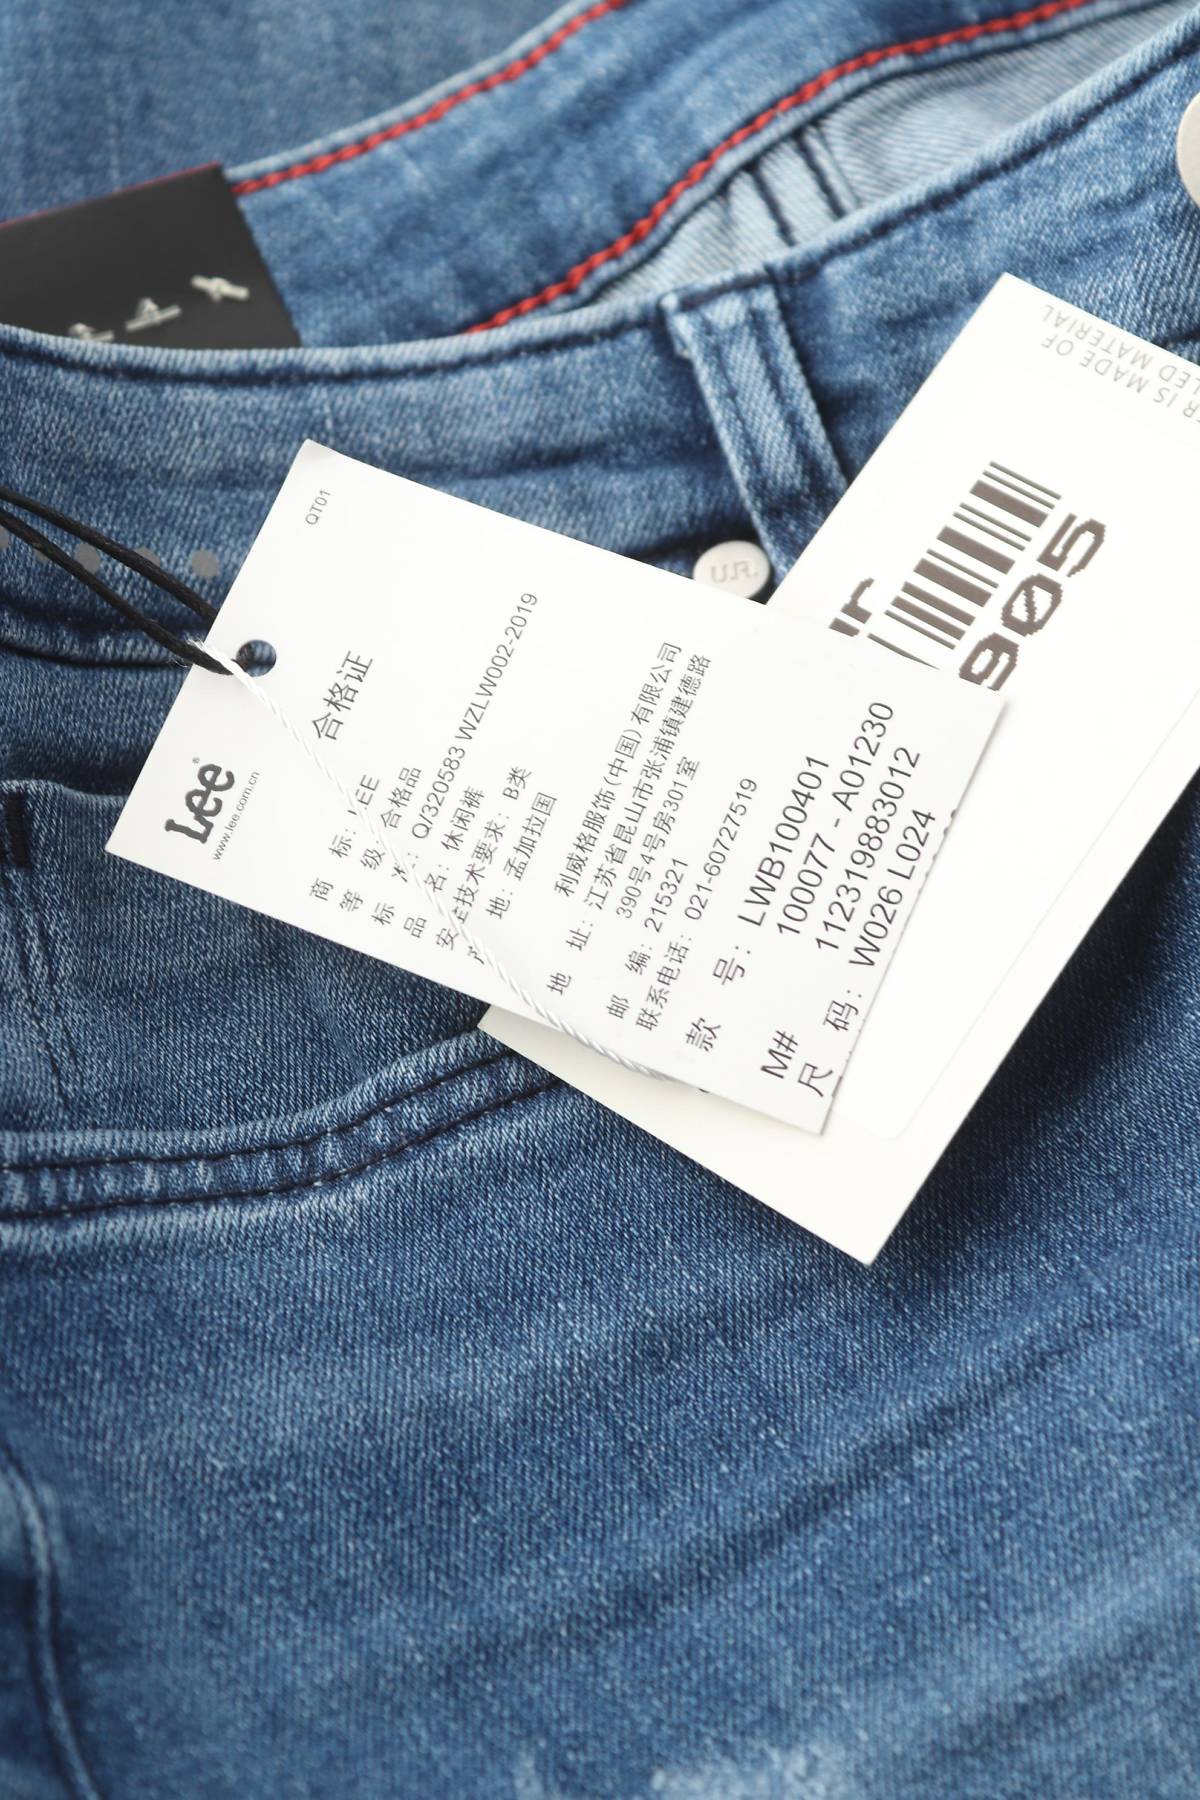 QT01
Lee®
www.lee.com.cn
合格证
商 标: EE
等 级: 合格品
标 Q/320583 WZLW002-2019
品 名: 休闲裤
安全技术要求: B类
地: 孟加拉国
利威格服饰(中国)有限公司
地 址: 江苏省昆山市张浦镇建德路
390号4号房301室
邮 编: 215321
联系电话: 021-60727519
款 号: LWB100401
100077 - A01230
M# 112319883012
尺 码: W026 L024
U.R.
905
R IS MADE OF
LED MATERIAL